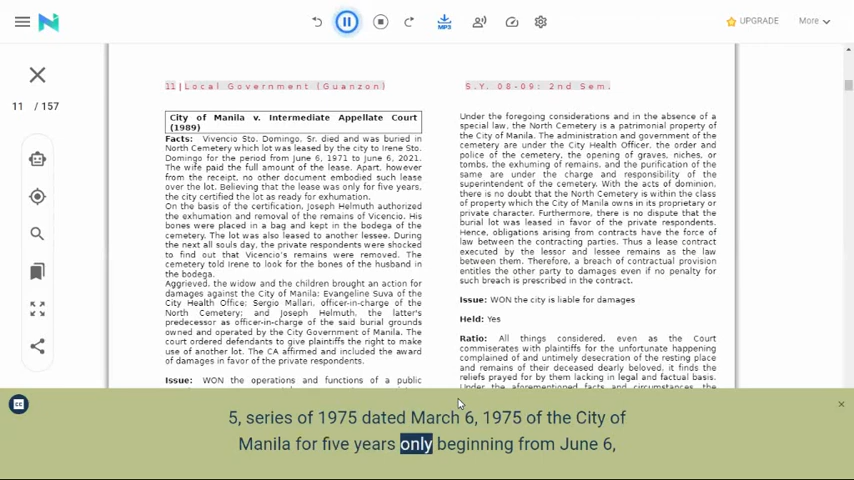 MP3
UPGRADE
More
11 / 157
11|Local Government (Guanzon)
S.Y. 08-09: 2nd Sem.
City of Manila v. Intermediate Appellate Court
(1989)
Facts: Vivencio Sto. Domingo, Sr. died and was buried in
North Cemetery which lot was leased by the city to Irene Sto.
Domingo for the period from June 6, 1971 to June 6, 2021.
The wife paid the full amount of the lease. Apart, however
from the receipt, no other document embodied such lease
over the lot. Believing that the lease was only for five years,
the city certified the lot as ready for exhumation.
On the basis of the certification, Joseph Helmuth authorized
the exhumation and removal of the remains of Vicencio. His
bones were placed in a bag and kept in the bodega of the
cemetery. The lot was also leased to another lessee. During
the next all souls day, the private respondents were shocked
to find out that Vicencio's remains were removed. The
cemetery told Irene to look for the bones of the husband in
the bodega.
Aggrieved, the widow and the children brought an action for
damages against the City of Manila; Evangeline Suva of the
City Health Office; Sergio Mallari, officer-in-charge of the
North Cemetery; and Joseph Helmuth, the latter's
predecessor as officer-in-charge of the said burial grounds
owned and operated by the City Government of Manila. The
court ordered defendants to give plaintiffs the right to make
use of another lot. The CA affirmed and included the award
of damages in favor of the private respondents.
Issue: WON the operations and functions of a public
Under the foregoing considerations and in the absence of a
special law, the North Cemetery is a patrimonial property of
the City of Manila. The administration and government of the
cemetery are under the City Health Officer, the order and
police of the cemetery, the opening of graves, niches, or
tombs, the exhuming of remains, and the purification of the
same are under the charge and responsibility of the
superintendent of the cemetery. With the acts of dominion,
there is no doubt that the North Cemetery is within the class
of property which the City of Manila owns in its proprietary or
private character. Furthermore, there is no dispute that the
burial lot was leased in favor of the private respondents.
Hence, obligations arising from contracts have the force of
law between the contracting parties. Thus a lease contract
executed by the lessor and lessee remains as the law
between them. Therefore, a breach of contractual provision
entitles the other party to damages even if no penalty for
such breach is prescribed in the contract.
Issue: WON the city is liable for damages
Held: Yes
Ratio: All things considered, even as the Court
commiserates with plaintiffs for the unfortunate happening
complained of and untimely desecration of the resting place
and remains of their deceased dearly beloved, it finds the
reliefs prayed for by them lacking in legal and factual basis.
Under the aforementioned facts and circumstances, the
5, series of 1975 dated March 6, 1975 of the City of
Manila for five years only beginning from June 6,